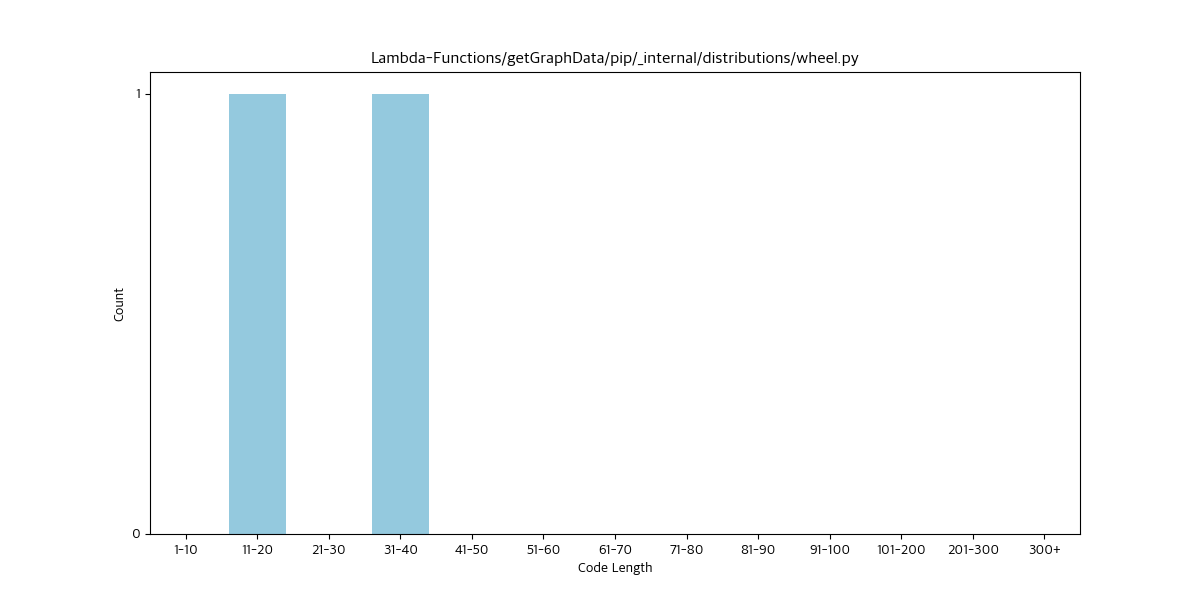 Lambda-Functions/getGraphData/pip/_internal/distributions/wheel.py
1
Count
0
1-10 11-20 21-30 31-40 41-50 51-60 61-70 71-80 81-90 91-100 101-200 201-300 300+
Code Length